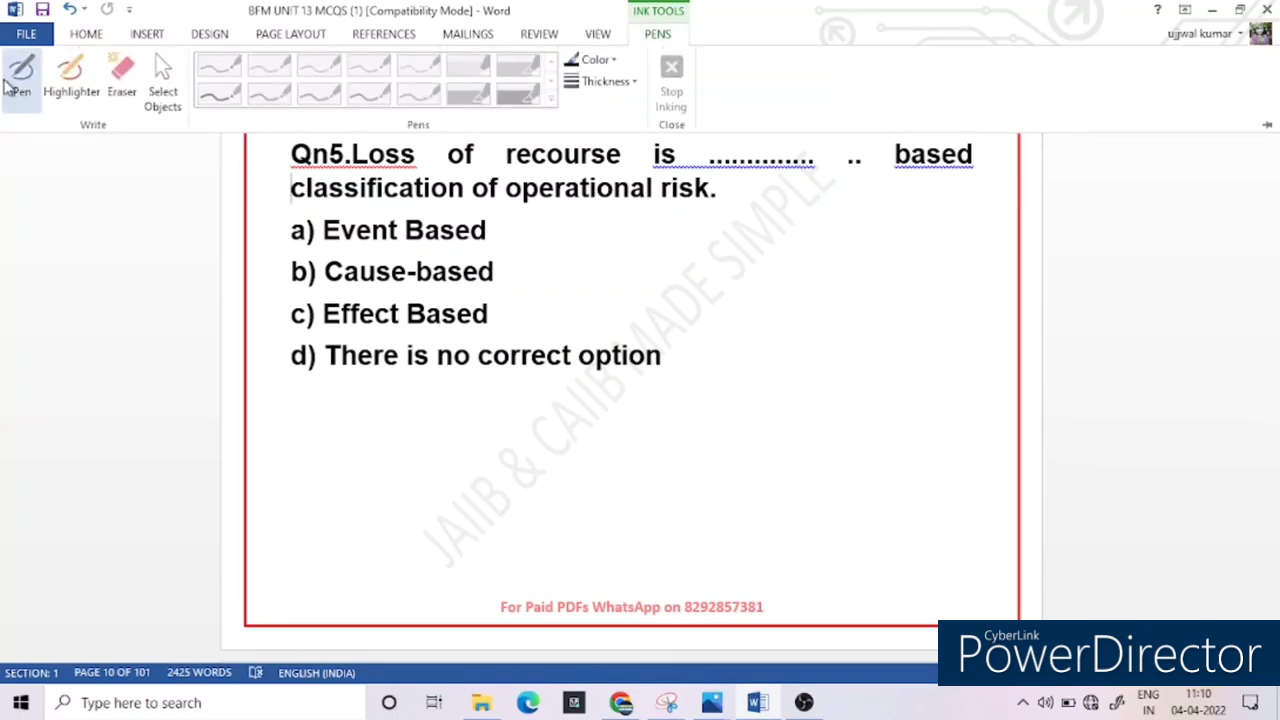 BFM UNIT 13 MCQS (1) [Compatibility Mode] - Word
INK TOOLS
?
FILE
HOME
INSERT
DESIGN
PAGE LAYOUT
REFERENCES
MAILINGS
REVIEW
VIEW
PENS
ujjwal kumar
Pen
Highlighter
Eraser
Select Objects
Color
Thickness
Stop Inking
Write
Pens
Close
Qn5.Loss of recourse is .............. .. based
classification of operational risk.
a) Event Based
b) Cause-based
c) Effect Based
d) There is no correct option
JAIIB & CAIIB MADE SIMPLE
For Paid PDFs WhatsApp on 8292857381
CyberLink
PowerDirector
SECTION: 1 PAGE 10 OF 101 2425 WORDS ENGLISH (INDIA)
Type here to search
ENG
IN
11:10
04-04-2022